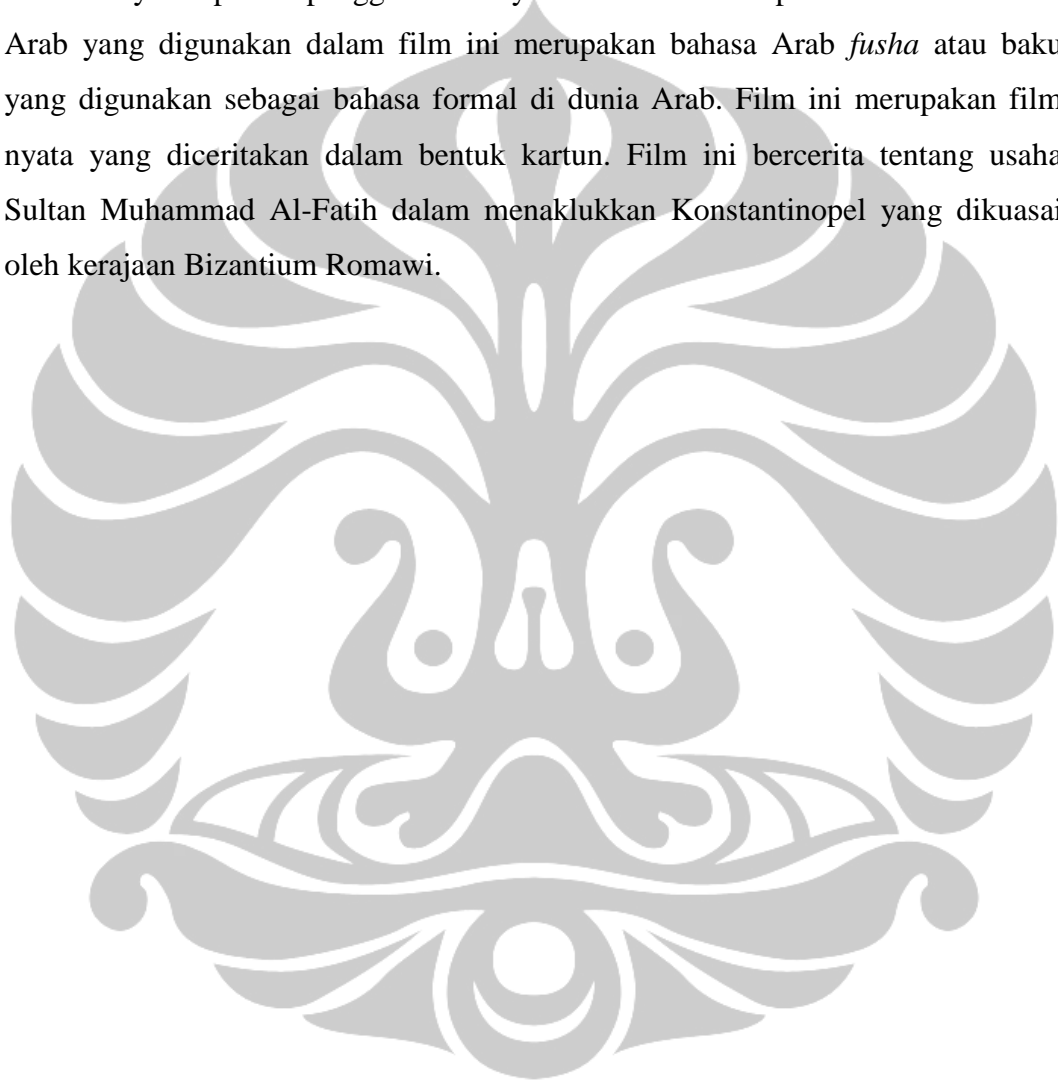 Arab yang digunakan dalam film ini merupakan bahasa Arab fusha atau baku
yang digunakan sebagai bahasa formal di dunia Arab. Film ini merupakan film
nyata yang diceritakan dalam bentuk kartun. Film ini bercerita tentang usaha
Sultan Muhammad Al-Fatih dalam menaklukkan Konstantinopel yang dikuasai
oleh kerajaan Bizantium Romawi.